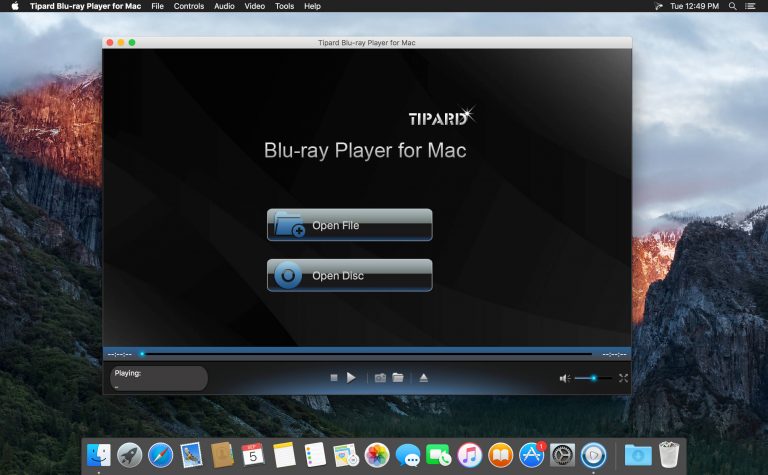 Tipard Blu-ray Player for Mac File Controls Audio Video Tools Help Tue 12:49 PM
Tipard Blu-ray Player for Mac
TIPARD
Blu-ray Player for Mac
Open File
Open Disc
--:--:-- --:--:--
Playing:
SEP
5
1